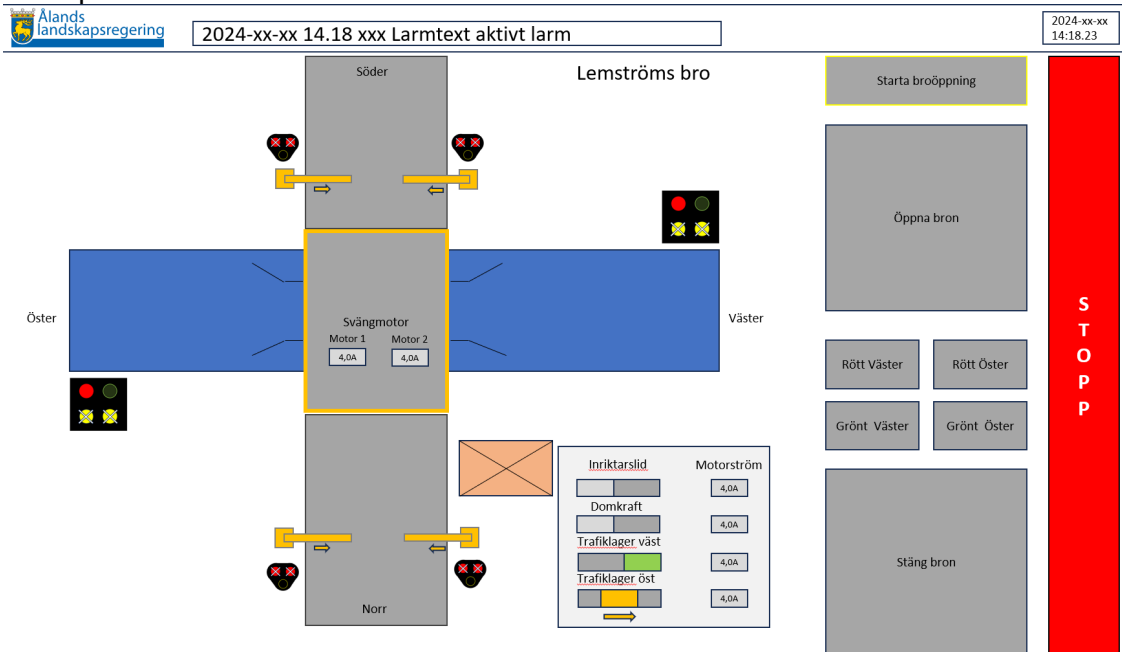 Ålands
landskapsregering
2024-xx-xx 14.18 xxx Larmtext aktivt larm
2024-xx-xx
14:18.23
Söder
Lemströms bro
Starta broöppning
Öppna bron
Öster
Väster
Svängmotor
Motor 1 Motor 2
4,0A 4,0A
Rött Väster Rött Öster
Grönt Väster Grönt Öster
S
T
O
P
P
Inriktarslid Motorström
4,0A
Domkraft
4,0A
Trafiklager väst
4,0A
Trafiklager öst
4,0A
Stäng bron
Norr